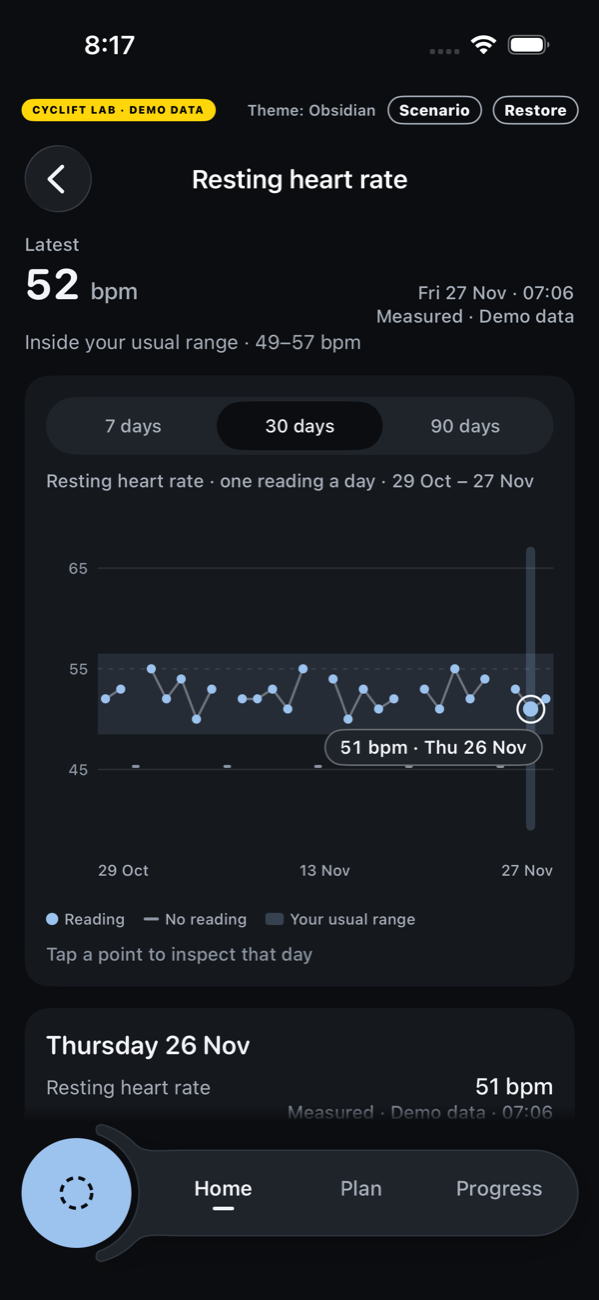 8:17
CYCLIFT LAB · DEMO DATA Theme: Obsidian Scenario Restore
Resting heart rate
Latest
52 bpm
Fri 27 Nov · 07:06
Measured · Demo data
Inside your usual range · 49–57 bpm
7 days 30 days 90 days
Resting heart rate · one reading a day · 29 Oct – 27 Nov
65
55
51 bpm · Thu 26 Nov
45
29 Oct 13 Nov 27 Nov
Reading No reading Your usual range
Tap a point to inspect that day
Thursday 26 Nov
Resting heart rate 51 bpm
Measured · Demo data · 07:06
Home Plan Progress